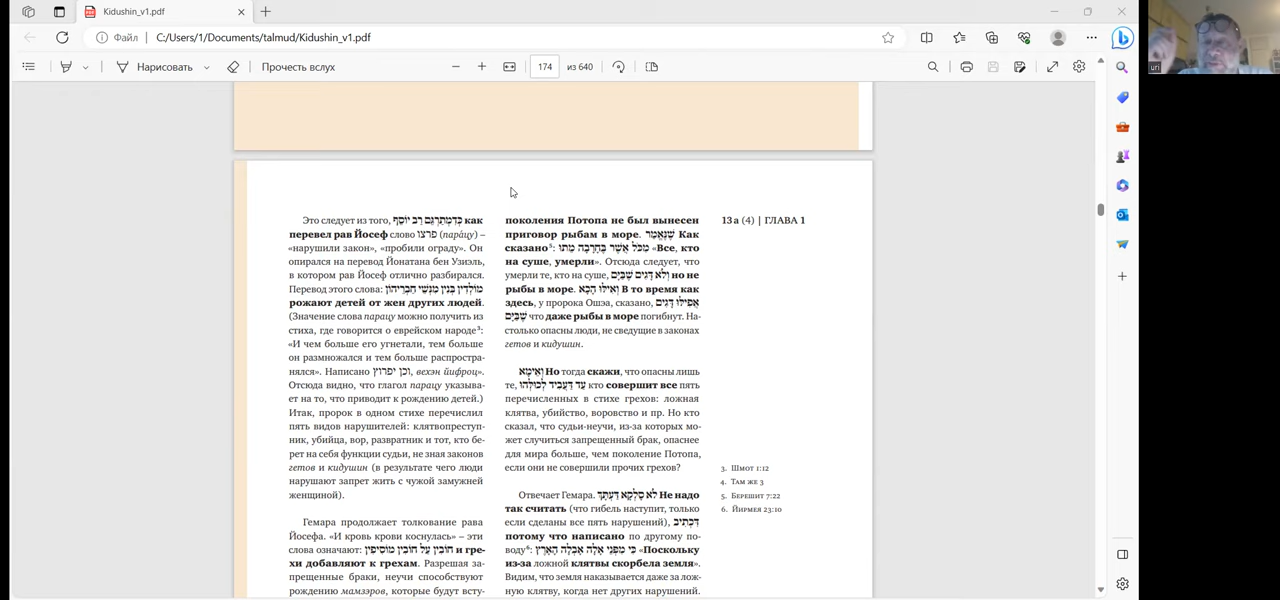 Kidushin_v1.pdf
Файл C:/Users/1/Documents/talmud/Kidushin_v1.pdf
Нарисовать
Прочесть вслух
174 из 640
uri
Это следует из того, כְּדִמְתַרְגֵּם רַב יוֹסֵף как
перевел рав Йосеф слово פרצו (пара́цу) –
«нарушили закон», «пробили ограду». Он
опирался на перевод Йонатана бен Узиэль,
в котором рав Йосеф отлично разбирался.
Перевод этого слова: מוֹלִדִין בְּנִין מִנְּשֵׁי חַבְרֵיהוֹן
рожают детей от жен других людей.
(Значение слова парацу можно получить из
стиха, где говорится о еврейском народе³:
«И чем больше его угнетали, тем больше
он размножался и тем больше распростра-
нялся». Написано וכן יפרוץ, вехэн йифроц».
Отсюда видно, что глагол парацу указыва-
ет на то, что приводит к рождению детей.)
Итак, пророк в одном стихе перечислил
пять видов нарушителей: клятвопреступ-
ник, убийца, вор, развратник и тот, кто бе-
рет на себя функции судьи, не зная законов
гетов и кидушин (в результате чего люди
нарушают запрет жить с чужой замужней
женщиной).
Гемара продолжает толкование рава
Йосефа. «И кровь крови коснулась» – эти
слова означают: חוֹבִין עַל חוֹבִין מוֹסִיפִין и гре-
хи добавляют к грехам. Разрешая за-
прещенные браки, неучи способствуют
рождению мамзэров, которые будут всту-
поколения Потопа не был вынесен
приговор рыбам в море. שֶׁנֶּאֱמַר Как
сказано⁵: מִכֹּל אֲשֶׁר בֶּחָרָבָה מֵתוּ «Все, кто
на суше, умерли». Отсюда следует, что
умерли те, кто на суше, וְלֹא דָּגִים שֶׁבַּיָּם но не
рыбы в море. וְאִילּוּ הָכָא В то время как
здесь, у пророка Ошэа, сказано, אֲפִילּוּ דָּגִים
שֶׁבַּיָּם что даже рыбы в море погибнут. На-
столько опасны люди, не сведущие в законах
гетов и кидушин.
וְאֵימָא Но тогда скажи, что опасны лишь
те, עַד דְּעָבֵיד לְכוּלְּהוּ кто совершит все пять
перечисленных в стихе грехов: ложная
клятва, убийство, воровство и пр. Но кто
сказал, что судьи-неучи, из-за которых мо-
жет случиться запрещенный брак, опаснее
для мира больше, чем поколение Потопа,
если они не совершили прочих грехов?
Отвечает Гемара. לֹא סָלְקָא דַּעְתָּךְ Не надо
так считать (что гибель наступит, только
если сделаны все пять нарушений), דִּכְתִיב
потому что написано по другому по-
воду⁶: כִּי מִפְּנֵי אָלָה אָבְלָה הָאָרֶץ «Поскольку
из-за ложной клятвы скорбела земля».
Видим, что земля наказывается даже за лож-
ную клятву, когда нет других нарушений.
13а (4) | ГЛАВА 1
3. Шмот 1:12
4. Там же 3
5. Берешит 7:22
6. Йирмея 23:10